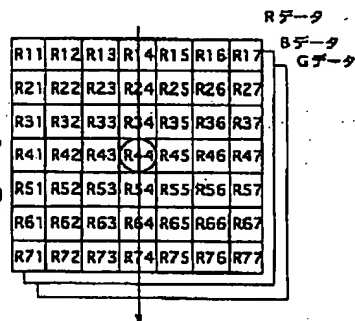 Rデータ
Bデータ
Gデータ
R11 R12 R13 R14 R15 R16 R17
R21 R22 R23 R24 R25 R26 R27
R31 R32 R33 R34 R35 R36 R37
R41 R42 R43 R44 R45 R46 R47
R51 R52 R53 R54 R55 R56 R57
R61 R62 R63 R64 R65 R66 R67
R71 R72 R73 R74 R75 R76 R77